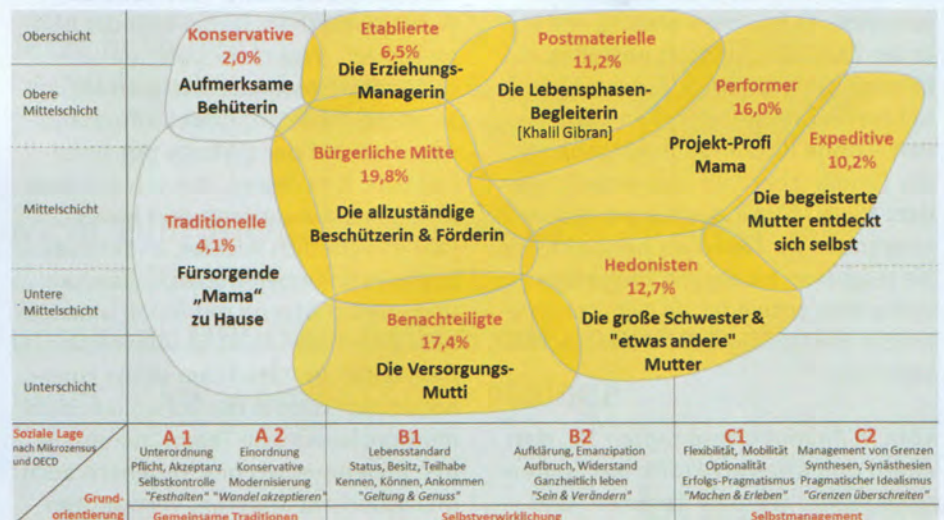 Oberschicht
Obere
Mittelschicht
Mittelschicht
Untere
Mittelschicht
Unterschicht
Konservative
2,0%
Aufmerksame
Behüterin
Etablierte
6,5%
Die Erziehungs-
Managerin
Postmaterielle
11,2%
Die Lebensphasen-
Begleiterin
[Khalil Gibran]
Performer
16,0%
Projekt-Profi
Mama
Expeditive
10,2%
Die begeisterte
Mutter entdeckt
sich selbst
Bürgerliche Mitte
19,8%
Die allzuständige
Beschützerin & Förderin
Traditionelle
4,1%
Fürsorgende
„Mama“
zu Hause
Hedonisten
12,7%
Die große Schwester &
"etwas andere"
Mutter
Benachteiligte
17,4%
Die Versorgungs-
Mutti
Soziale Lage
nach Mikrozensus
und OECD
Grund-
orientierung
A 1
Unterordnung
Pflicht, Akzeptanz
Selbstkontrolle
"Festhalten"
A 2
Einordnung
Konservative
Modernisierung
"Wandel akzeptieren"
B1
Lebensstandard
Status, Besitz, Teilhabe
Kennen, Können, Ankommen
"Geltung & Genuss"
B2
Aufklärung, Emanzipation
Aufbruch, Widerstand
Ganzheitlich leben
"Sein & Verändern"
C1
Flexibilität, Mobilität
Optionalität
Erfolgs-Pragmatismus
"Machen & Erleben"
C2
Management von Grenzen
Synthesen, Synästhesien
Pragmatischer Idealismus
"Grenzen überschreiten"
Gemeinsame Traditionen
Selbstverwirklichung
Selbstmanagement